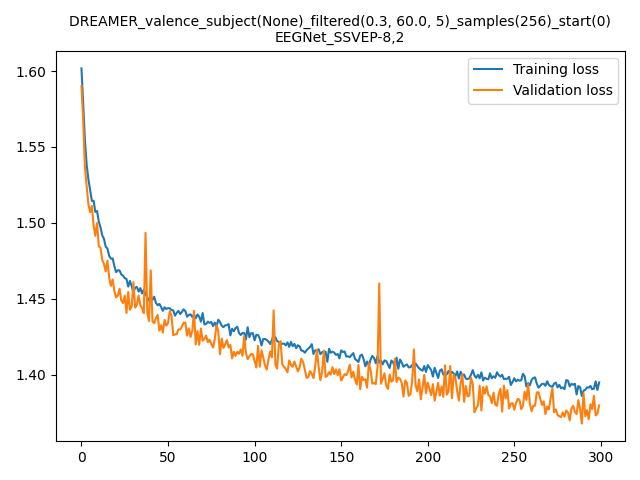 DREAMER_valence_subject(None)_filtered(0.3, 60.0, 5)_samples(256)_start(0)
EEGNet_SSVEP-8,2
Training loss
Validation loss
1.60
1.55
1.50
1.45
1.40
0 50 100 150 200 250 300